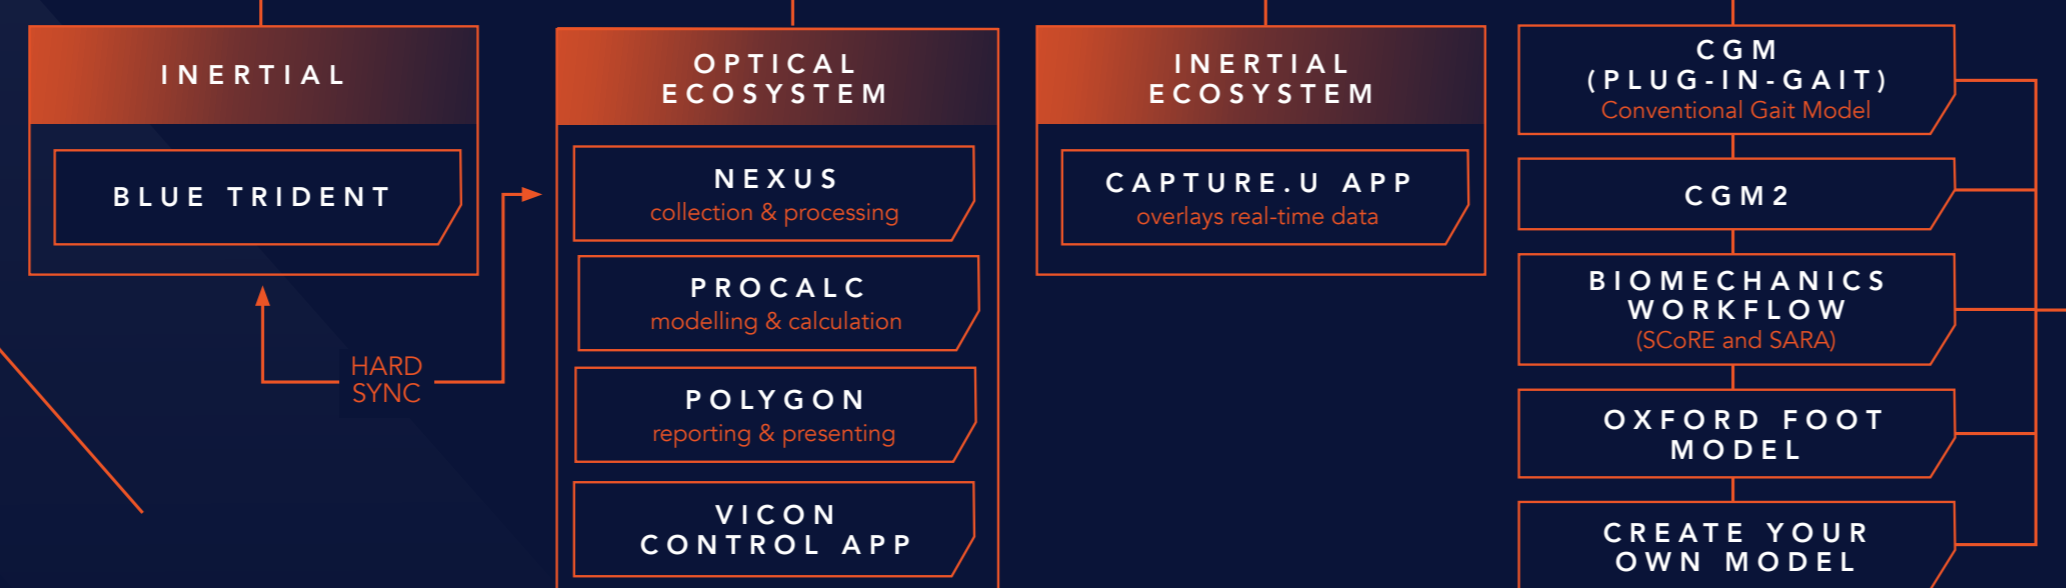 INERTIAL
BLUE TRIDENT
HARD
SYNC
OPTICAL
ECOSYSTEM
NEXUS
collection & processing
PROCALC
modelling & calculation
POLYGON
reporting & presenting
VICON
CONTROL APP
INERTIAL
ECOSYSTEM
CAPTURE.U APP
overlays real-time data
CGM
(PLUG-IN-GAIT)
Conventional Gait Model
CGM2
BIOMECHANICS
WORKFLOW
(SCoRE and SARA)
OXFORD FOOT
MODEL
CREATE YOUR
OWN MODEL